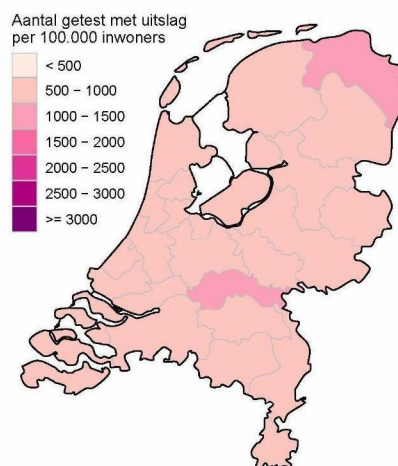 Aantal getest met uitslag
per 100.000 inwoners
< 500
500 – 1000
1000 – 1500
1500 – 2000
2000 – 2500
2500 – 3000
>= 3000